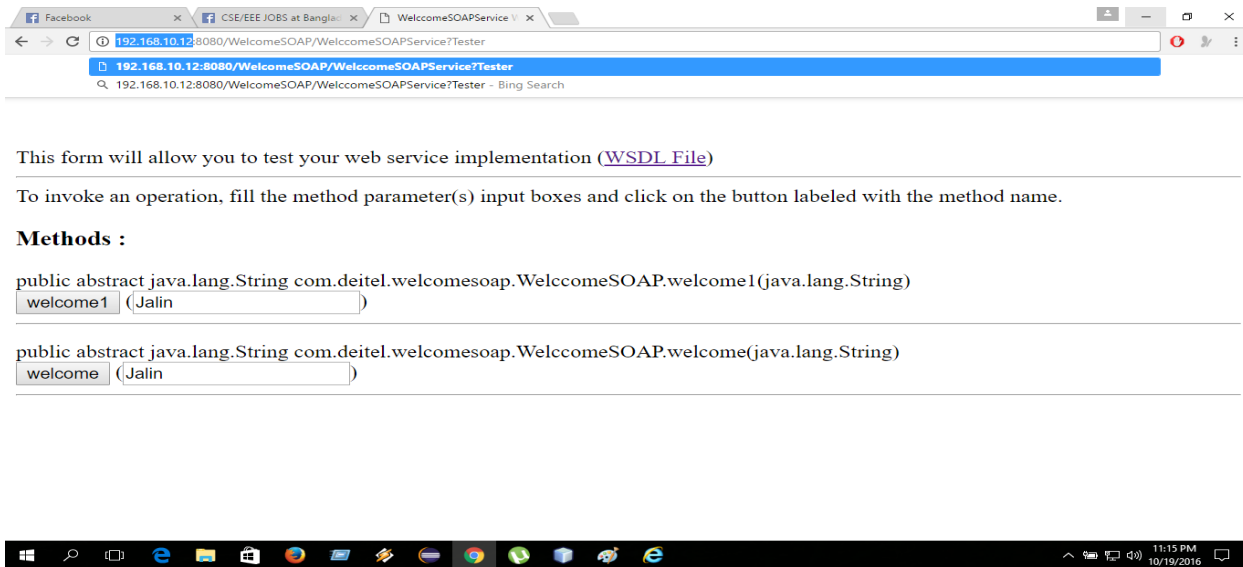 Facebook
CSE/EEE JOBS at Banglad
WelccomeSOAPService W
192.168.10.12:8080/WelcomeSOAP/WelccomeSOAPService?Tester
192.168.10.12:8080/WelcomeSOAP/WelccomeSOAPService?Tester
192.168.10.12:8080/WelcomeSOAP/WelccomeSOAPService?Tester - Bing Search
This form will allow you to test your web service implementation (WSDL File)
To invoke an operation, fill the method parameter(s) input boxes and click on the button labeled with the method name.
Methods :
public abstract java.lang.String com.deitel.welcomesoap.WelccomeSOAP.welcome1(java.lang.String)
welcome1 (Jalin)
public abstract java.lang.String com.deitel.welcomesoap.WelccomeSOAP.welcome(java.lang.String)
welcome (Jalin)
11:15 PM
10/19/2016